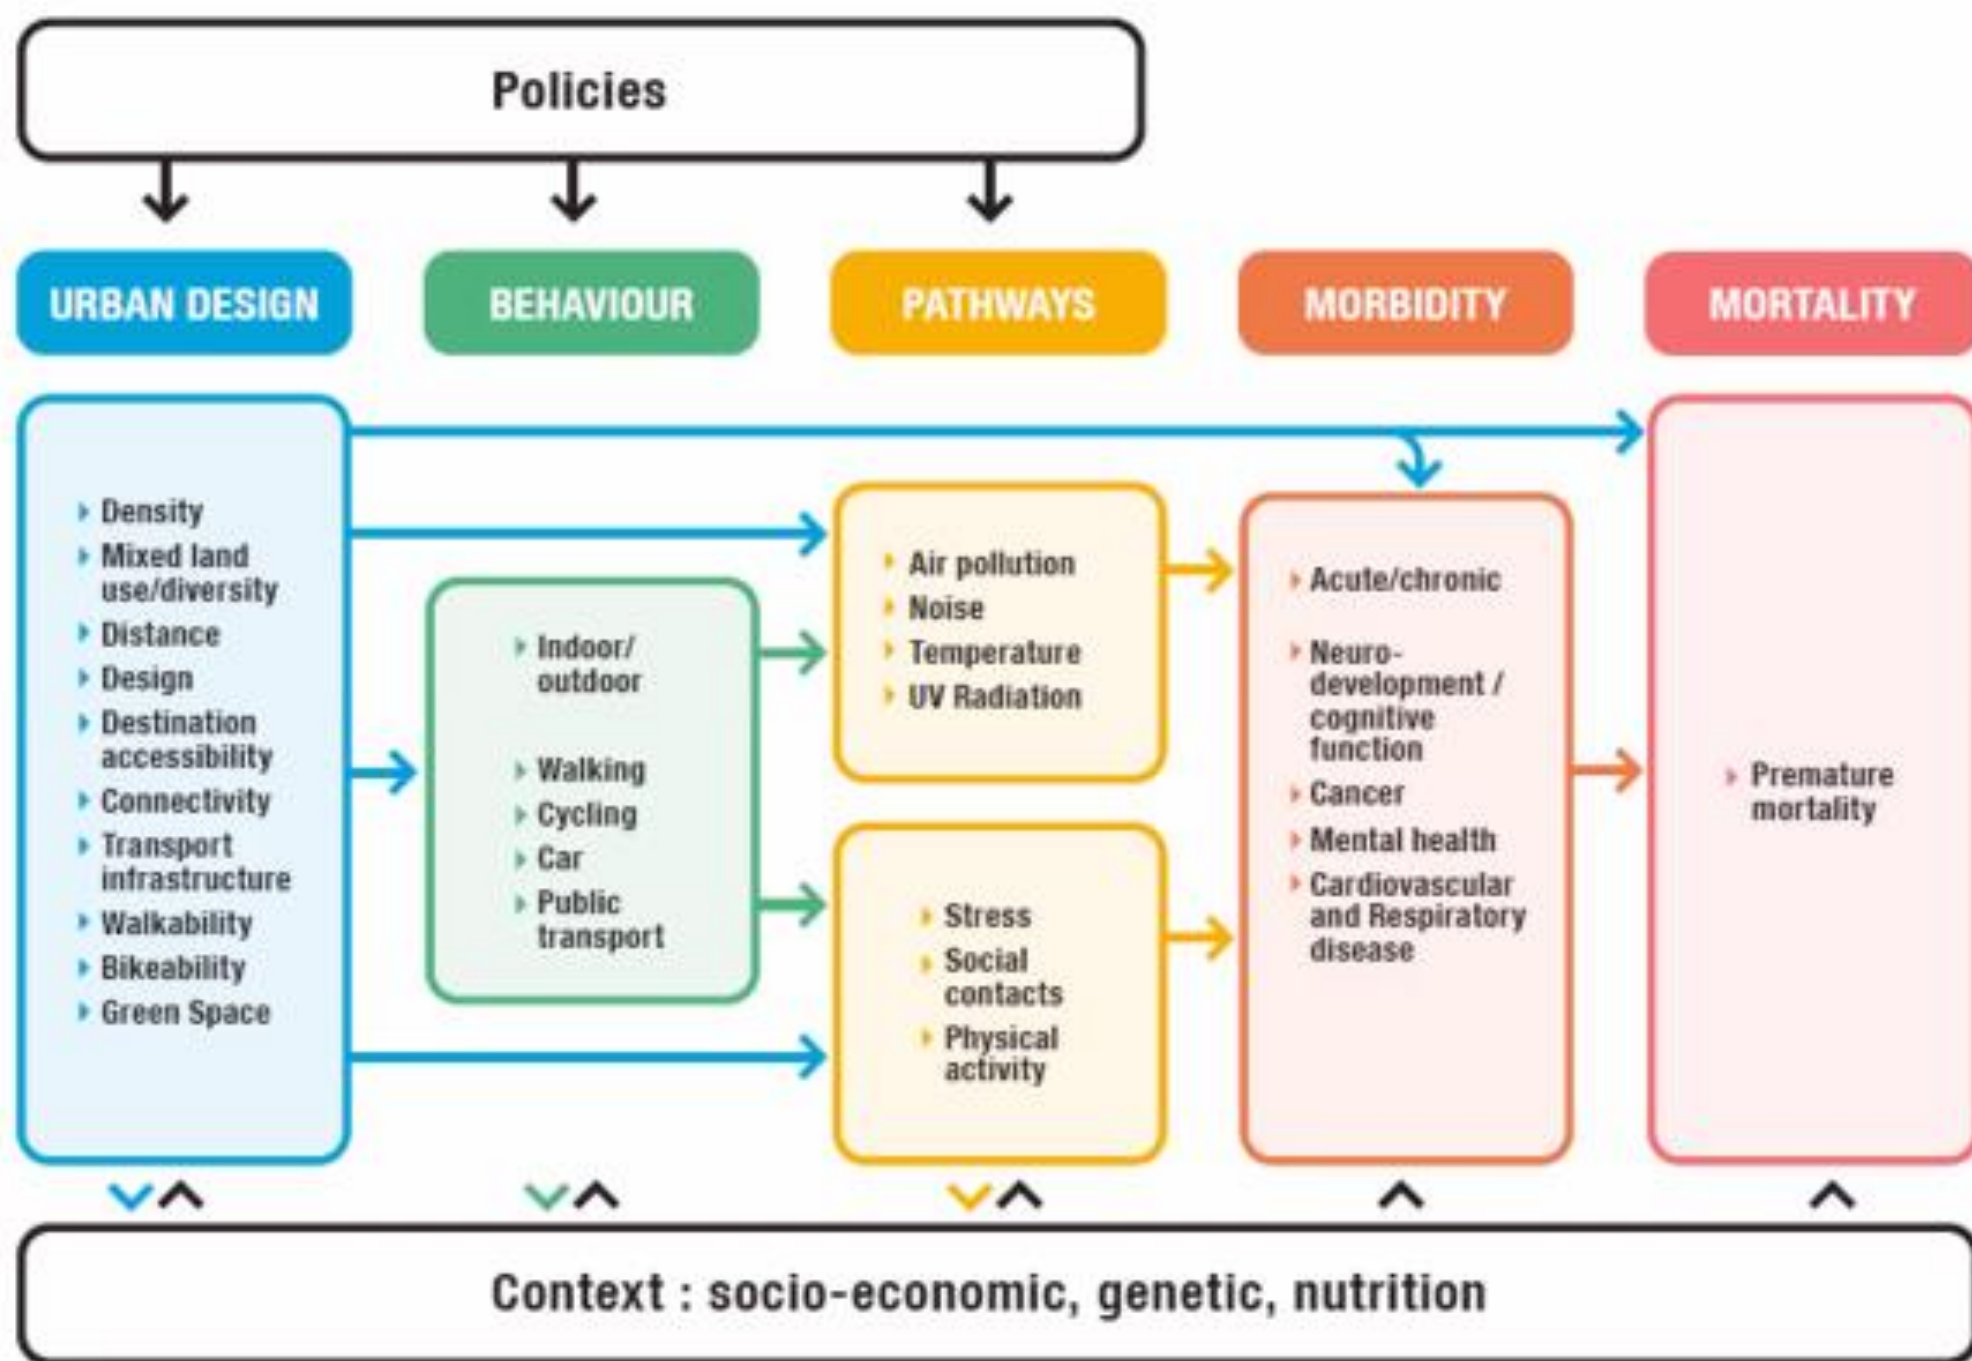 Policies
URBAN DESIGN
BEHAVIOUR
PATHWAYS
MORBIDITY
MORTALITY
Density
Mixed land
use/diversity
Distance
Design
Destination
accessibility
Connectivity
Transport
infrastructure
Walkability
Bikeability
Green Space
Indoor/
outdoor
Walking
Cycling
Car
Public
transport
Air pollution
Noise
Temperature
UV Radiation
Stress
Social
contacts
Physical
activity
Acute/chronic
Neuro-
development /
cognitive
function
Cancer
Mental health
Cardiovascular
and Respiratory
disease
Premature
mortality
Context : socio-economic, genetic, nutrition